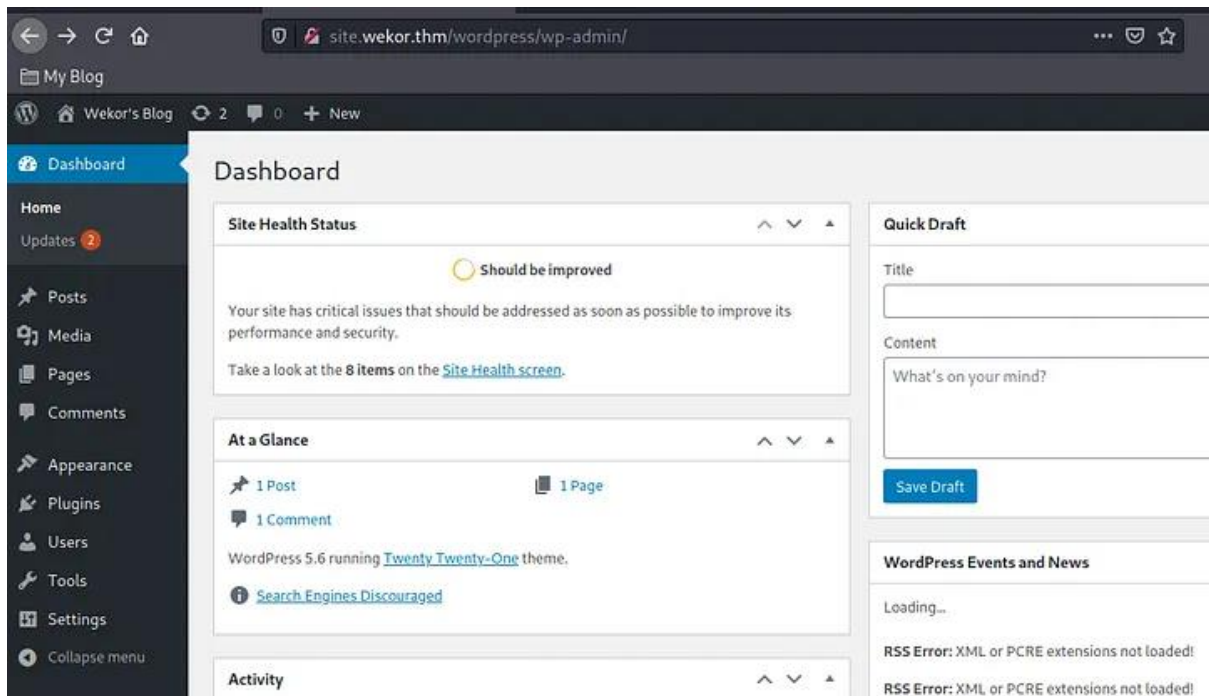 site.wekor.thm/wordpress/wp-admin/
My Blog
Wekor's Blog 2 0 + New
Dashboard
Home
Updates 2
Posts
Media
Pages
Comments
Appearance
Plugins
Users
Tools
Settings
Collapse menu
Dashboard
Site Health Status
Should be improved
Your site has critical issues that should be addressed as soon as possible to improve its
performance and security.
Take a look at the 8 items on the Site Health screen.
At a Glance
1 Post
1 Page
1 Comment
WordPress 5.6 running Twenty Twenty-One theme.
Search Engines Discouraged
Activity
Quick Draft
Title
Content
What's on your mind?
Save Draft
WordPress Events and News
Loading...
RSS Error: XML or PCRE extensions not loaded!
RSS Error: XML or PCRE extensions not loaded!